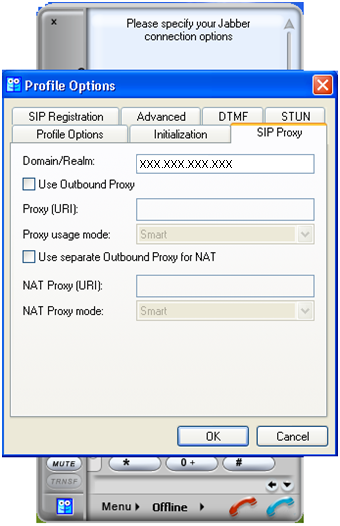 x
Please specify your Jabber
connection options
Profile Options
SIP Registration
Advanced
DTMF
STUN
Profile Options
Initialization
SIP Proxy
Domain/Realm:
XXX.XXX.XXX.XXX
Use Outbound Proxy
Proxy (URI):
Proxy usage mode:
Smart
Use separate Outbound Proxy for NAT
NAT Proxy (URI):
NAT Proxy mode:
Smart
OK
Cancel
MUTE
*
0 +
#
TRNSF
Menu
Offline